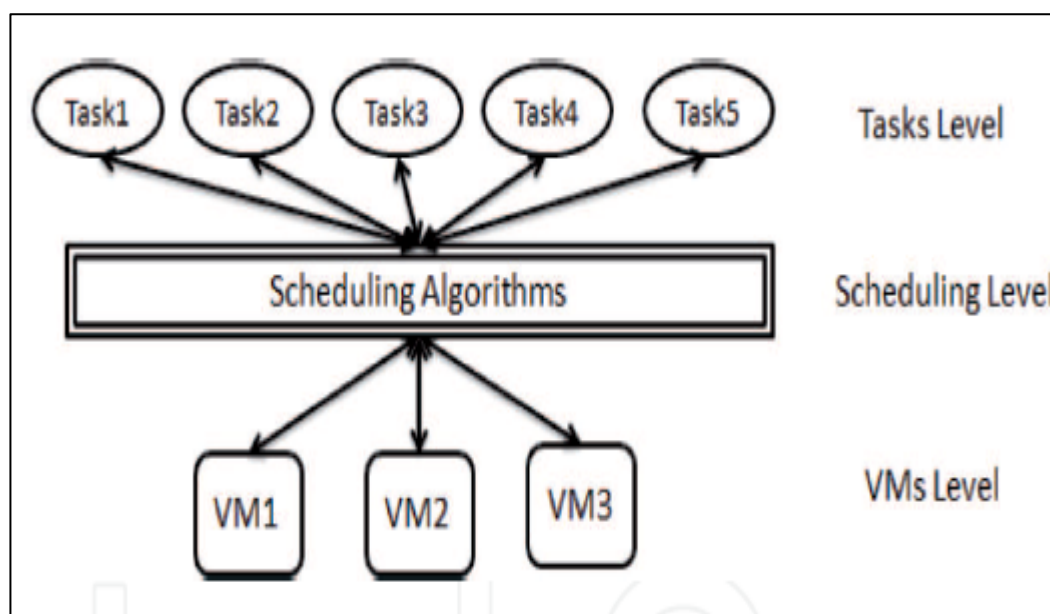 Task1 Task2 Task3 Task4 Task5 Tasks Level
Scheduling Algorithms Scheduling Level
VM1 VM2 VM3 VMs Level